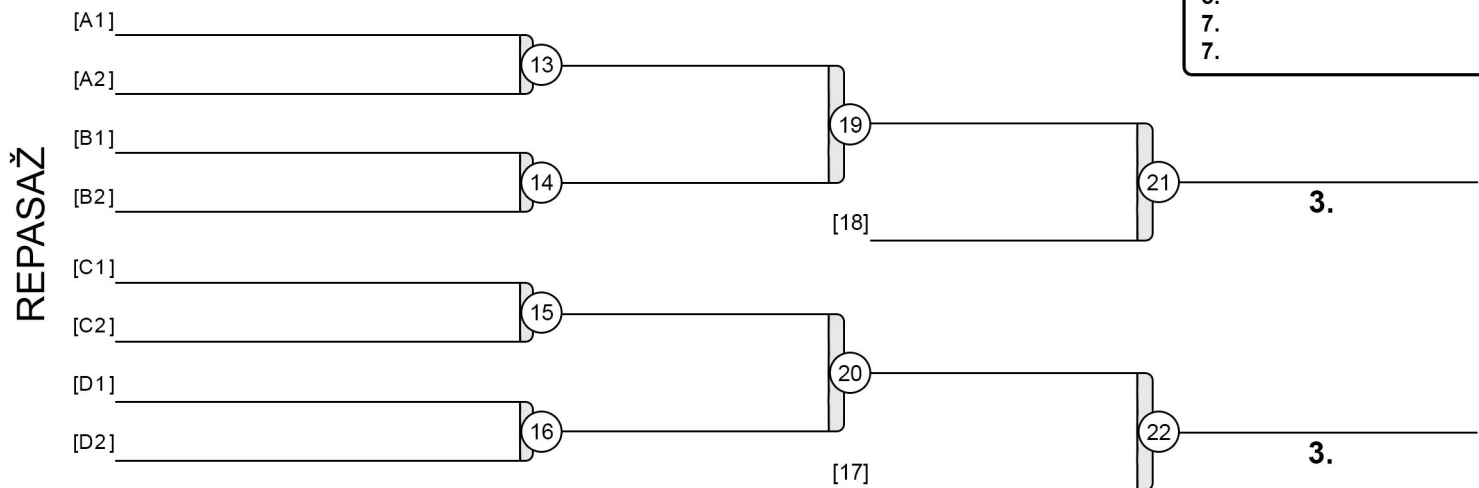 7.
7.
REPASAŽ
[A1]
[A2]
13
[B1]
[B2]
14
19
[18]
21
3.
[C1]
[C2]
15
[D1]
[D2]
16
20
[17]
22
3.